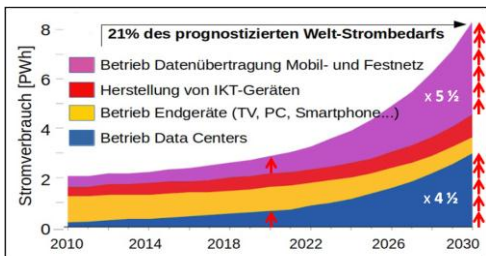 21% des prognostizierten Welt-Strombedarfs
Stromverbrauch [PWh]
8
6
4
2
0
Betrieb Datenübertragung Mobil- und Festnetz
Herstellung von IKT-Geräten
Betrieb Endgeräte (TV, PC, Smartphone...)
Betrieb Data Centers
x 5 ½
x 4 ½
2010
2014
2018
2022
2026
2030